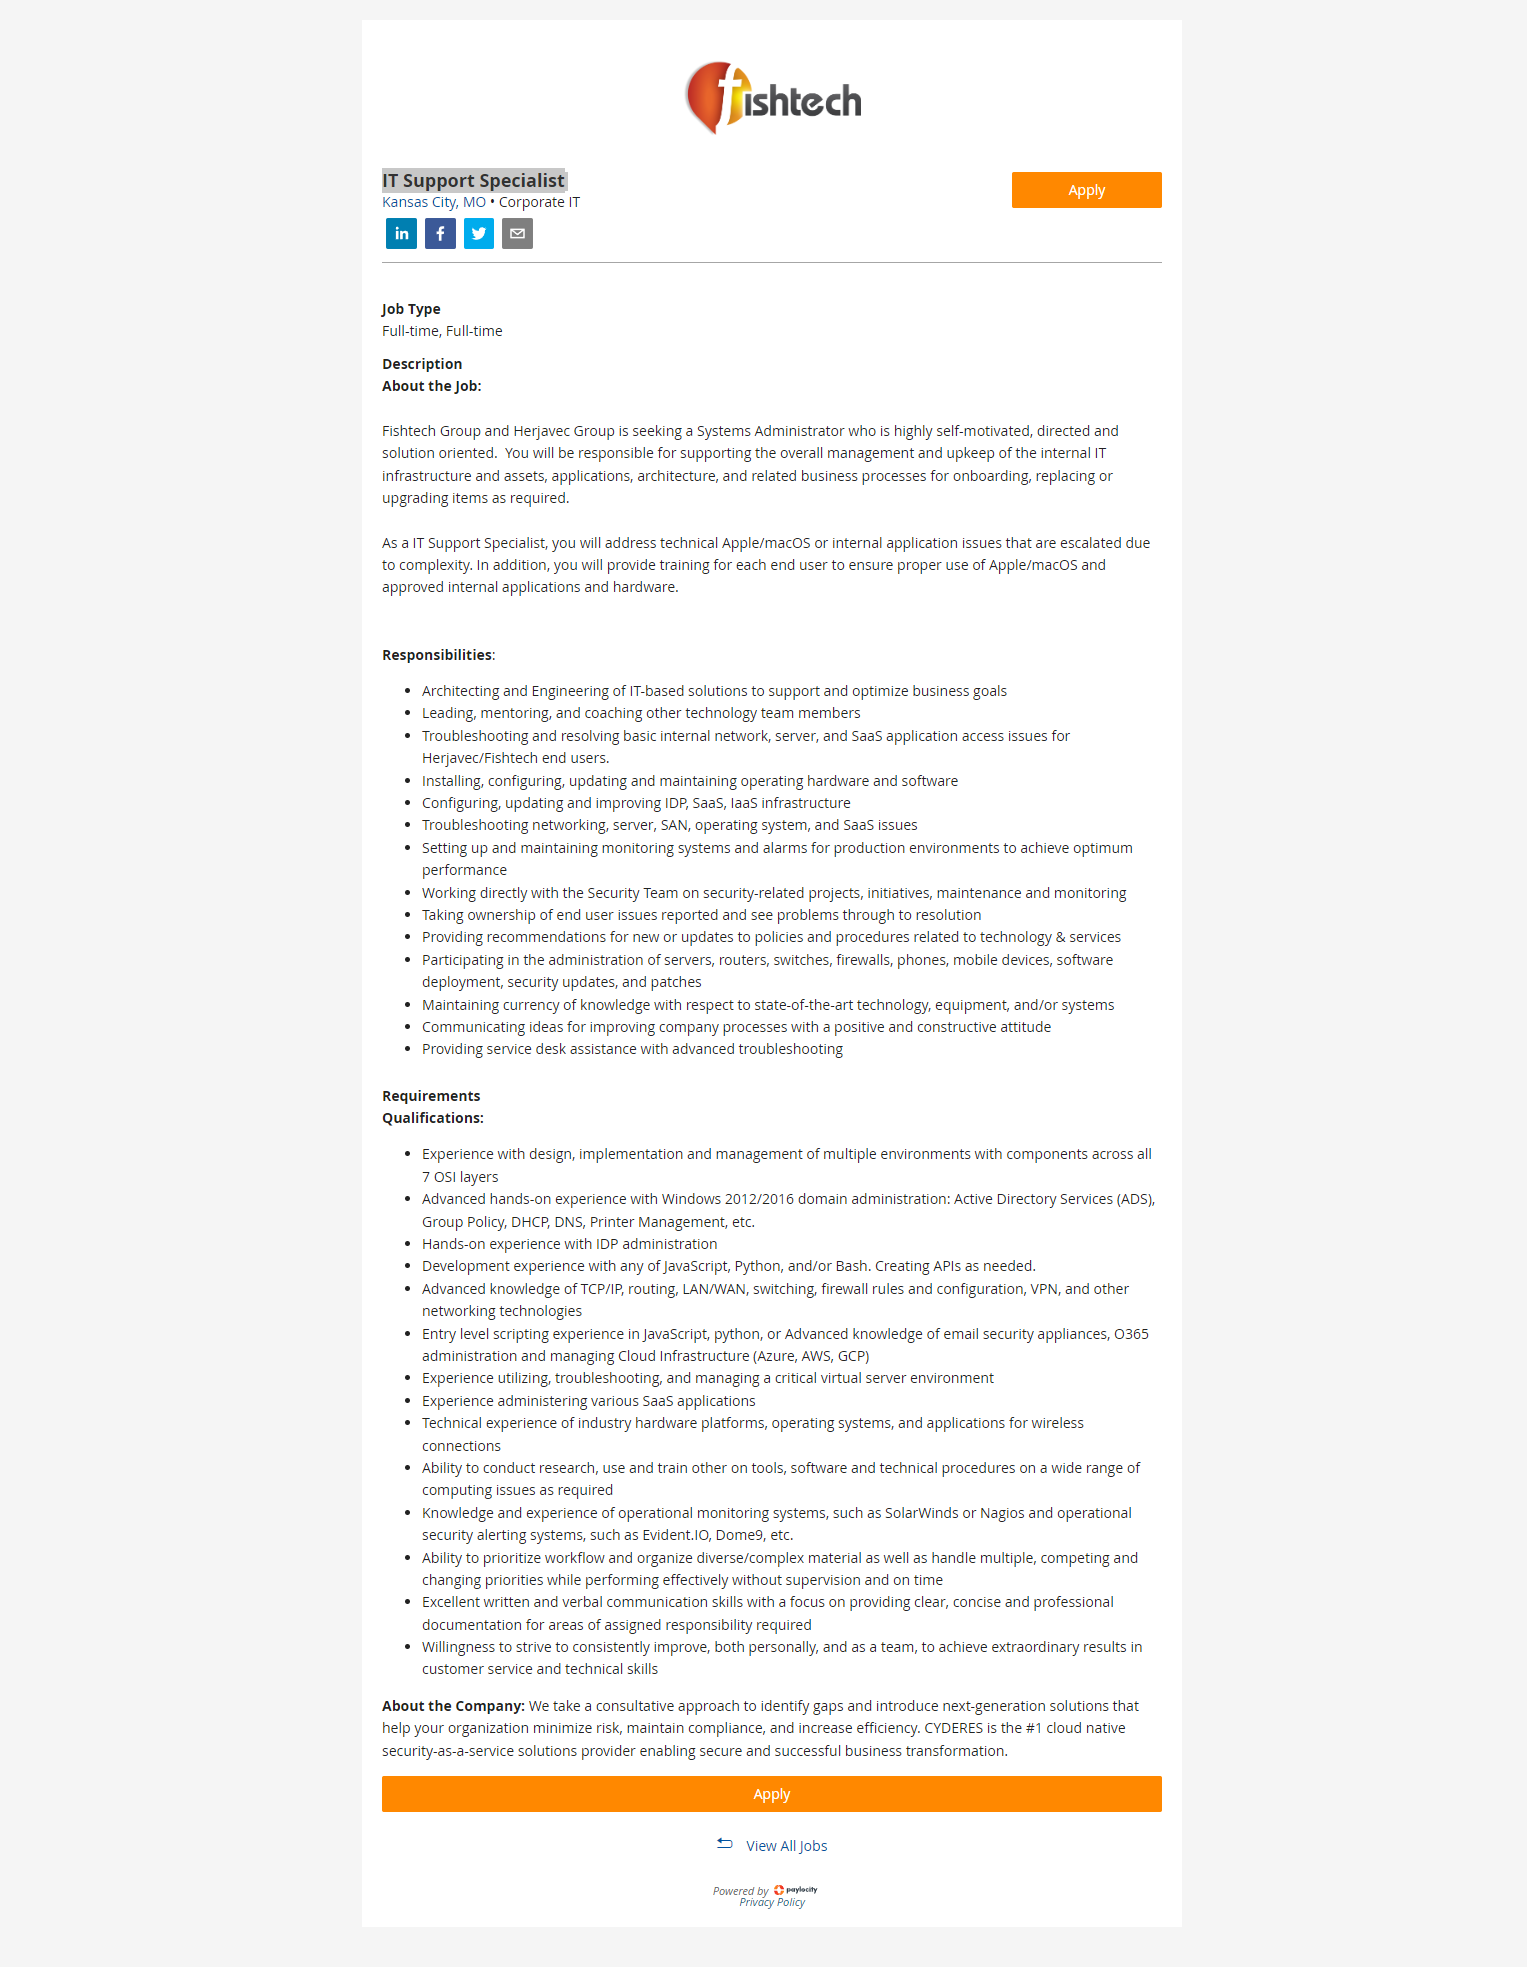 fishtech
IT Support Specialist
Apply
Kansas City, MO • Corporate IT
Job Type
Full-time, Full-time
Description
About the Job:
Fishtech Group and Herjavec Group is seeking a Systems Administrator who is highly self-motivated, directed and
solution oriented.  You will be responsible for supporting the overall management and upkeep of the internal IT
infrastructure and assets, applications, architecture, and related business processes for onboarding, replacing or
upgrading items as required.
As a IT Support Specialist, you will address technical Apple/macOS or internal application issues that are escalated due
to complexity. In addition, you will provide training for each end user to ensure proper use of Apple/macOS and
approved internal applications and hardware.
Responsibilities:
• Architecting and Engineering of IT-based solutions to support and optimize business goals
• Leading, mentoring, and coaching other technology team members
• Troubleshooting and resolving basic internal network, server, and SaaS application access issues for
Herjavec/Fishtech end users.
• Installing, configuring, updating and maintaining operating hardware and software
• Configuring, updating and improving IDP, SaaS, IaaS infrastructure
• Troubleshooting networking, server, SAN, operating system, and SaaS issues
• Setting up and maintaining monitoring systems and alarms for production environments to achieve optimum
performance
• Working directly with the Security Team on security-related projects, initiatives, maintenance and monitoring
• Taking ownership of end user issues reported and see problems through to resolution
• Providing recommendations for new or updates to policies and procedures related to technology & services
• Participating in the administration of servers, routers, switches, firewalls, phones, mobile devices, software
deployment, security updates, and patches
• Maintaining currency of knowledge with respect to state-of-the-art technology, equipment, and/or systems
• Communicating ideas for improving company processes with a positive and constructive attitude
• Providing service desk assistance with advanced troubleshooting
Requirements
Qualifications:
• Experience with design, implementation and management of multiple environments with components across all
7 OSI layers
• Advanced hands-on experience with Windows 2012/2016 domain administration: Active Directory Services (ADS),
Group Policy, DHCP, DNS, Printer Management, etc.
• Hands-on experience with IDP administration
• Development experience with any of JavaScript, Python, and/or Bash. Creating APIs as needed.
• Advanced knowledge of TCP/IP, routing, LAN/WAN, switching, firewall rules and configuration, VPN, and other
networking technologies
• Entry level scripting experience in JavaScript, python, or Advanced knowledge of email security appliances, O365
administration and managing Cloud Infrastructure (Azure, AWS, GCP)
• Experience utilizing, troubleshooting, and managing a critical virtual server environment
• Experience administering various SaaS applications
• Technical experience of industry hardware platforms, operating systems, and applications for wireless
connections
• Ability to conduct research, use and train other on tools, software and technical procedures on a wide range of
computing issues as required
• Knowledge and experience of operational monitoring systems, such as SolarWinds or Nagios and operational
security alerting systems, such as Evident.IO, Dome9, etc.
• Ability to prioritize workflow and organize diverse/complex material as well as handle multiple, competing and
changing priorities while performing effectively without supervision and on time
• Excellent written and verbal communication skills with a focus on providing clear, concise and professional
documentation for areas of assigned responsibility required
• Willingness to strive to consistently improve, both personally, and as a team, to achieve extraordinary results in
customer service and technical skills
About the Company: We take a consultative approach to identify gaps and introduce next-generation solutions that
help your organization minimize risk, maintain compliance, and increase efficiency. CYDERES is the #1 cloud native
security-as-a-service solutions provider enabling secure and successful business transformation.
Apply
View All Jobs
Powered by paylocity
Privacy Policy